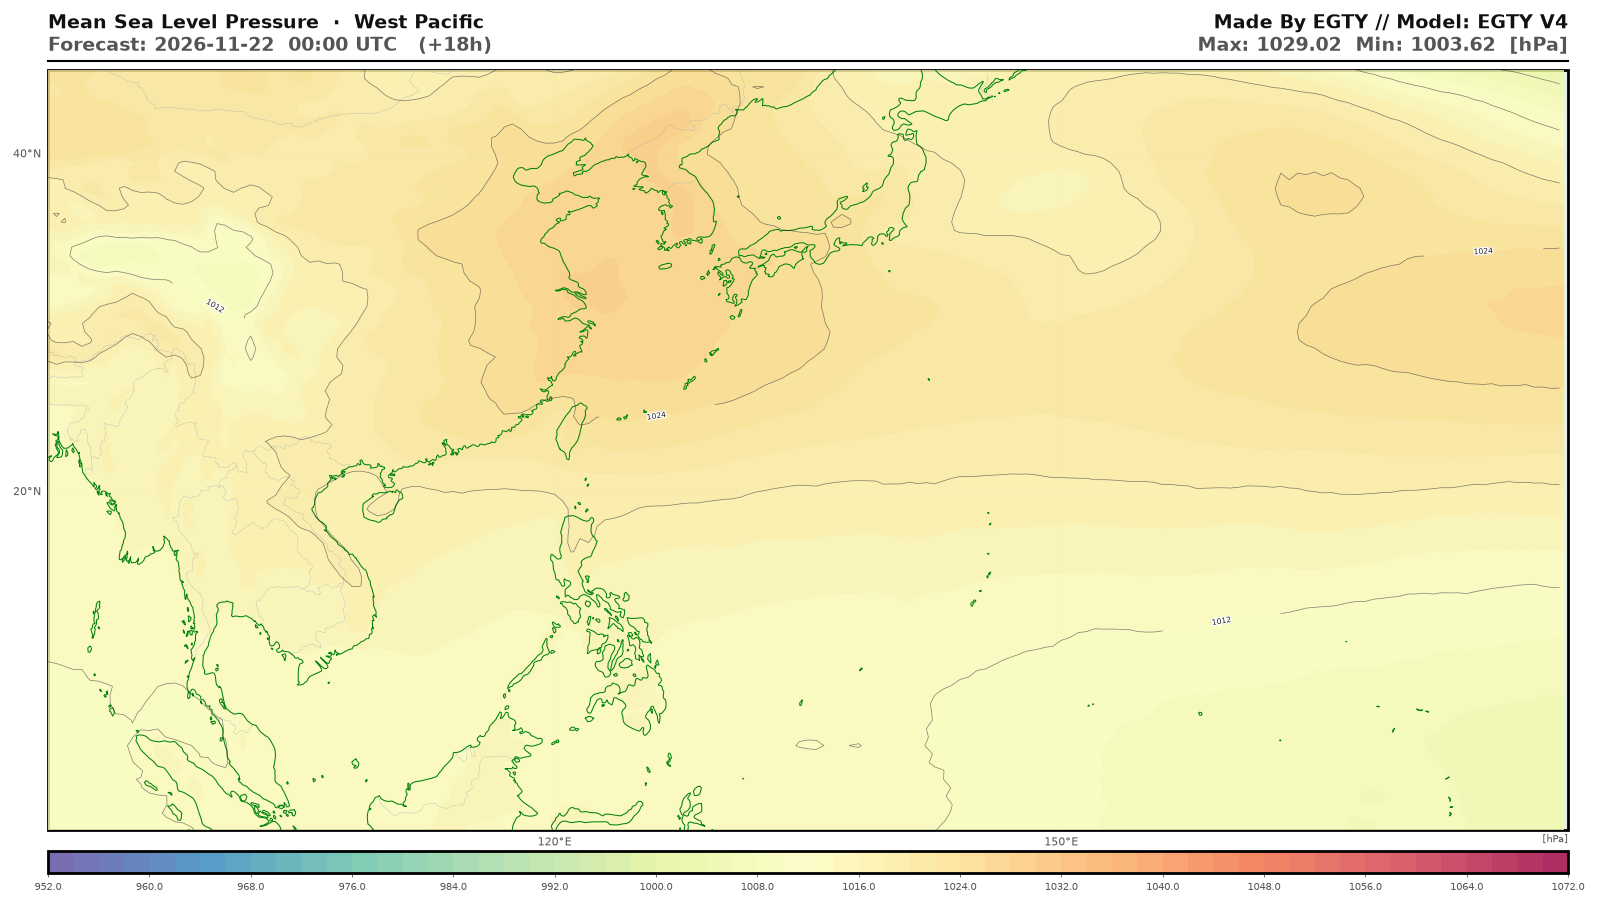 Mean Sea Level Pressure · West Pacific
Made By EGTY // Model: EGTY V4
Forecast: 2026-11-22 00:00 UTC (+18h)
Max: 1029.02 Min: 1003.62 [hPa]
40°N
1024
1012
1024
20°N
1012
120°E
150°E
[hPa]
952.0
960.0
968.0
976.0
984.0
992.0
1000.0
1008.0
1016.0
1024.0
1032.0
1040.0
1048.0
1056.0
1064.0
1072.0